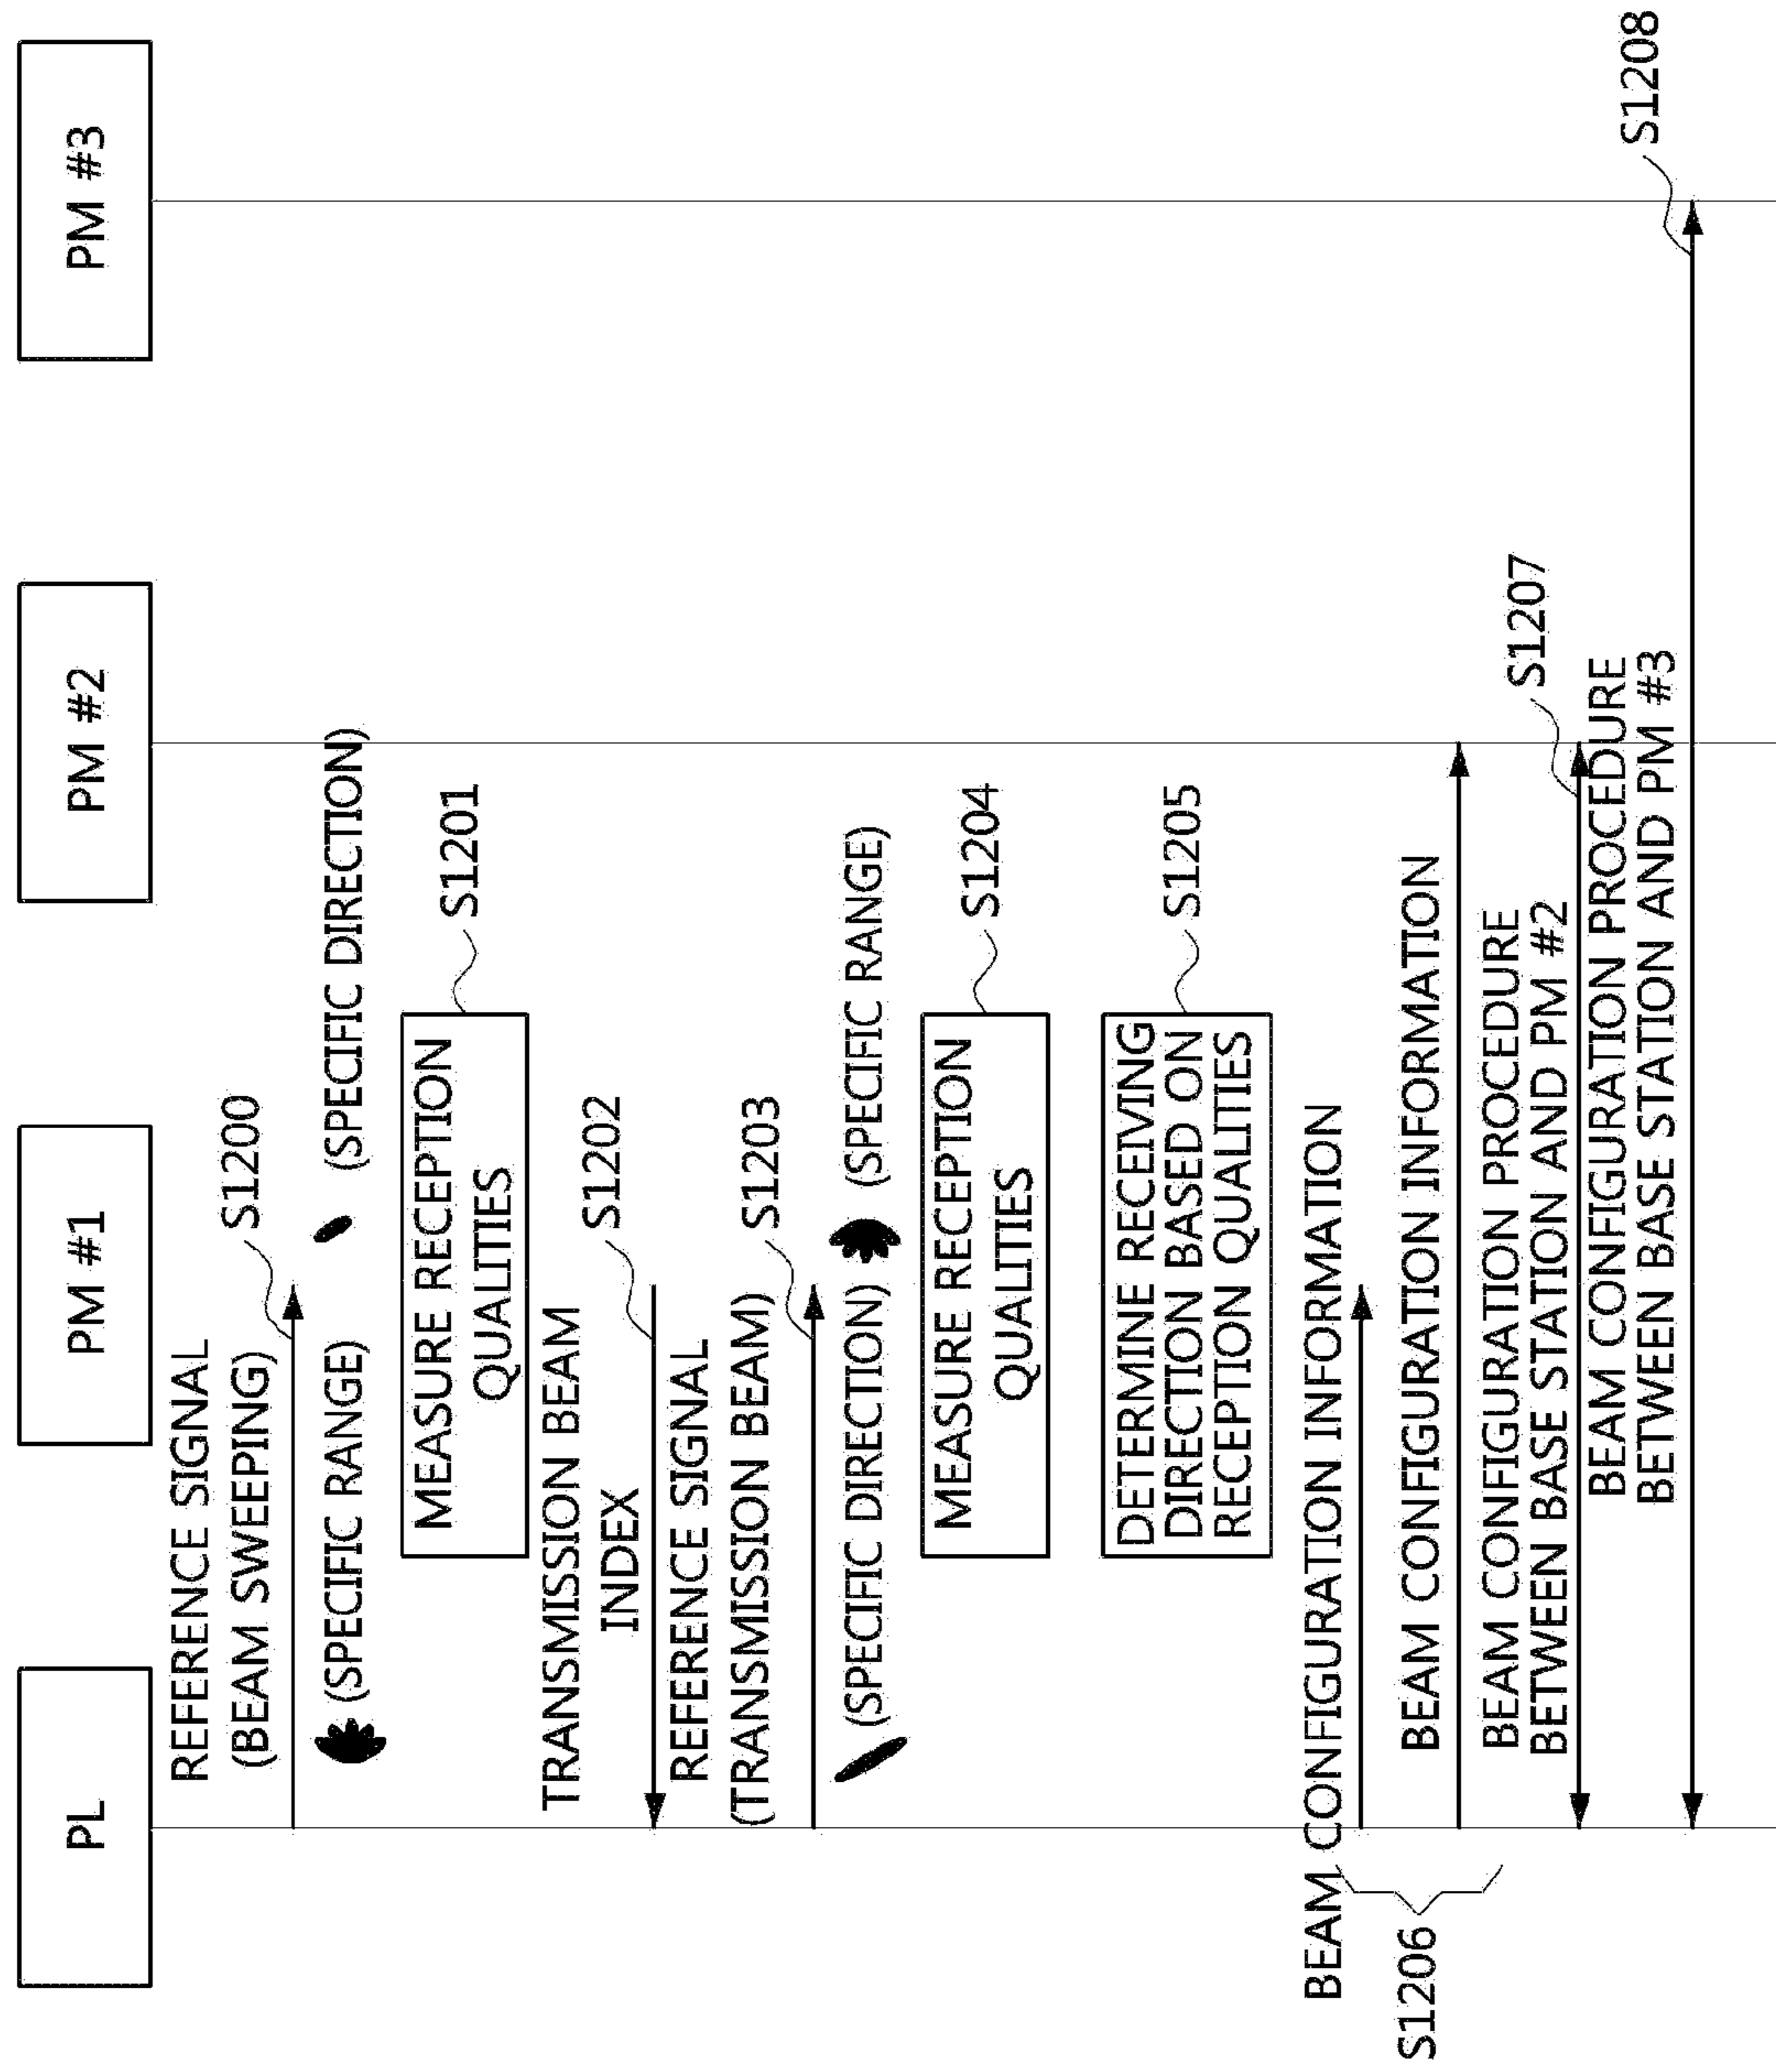 PL
PM #1
PM #2
PM #3
REFERENCE SIGNAL
(BEAM SWEEPING)
S1200
(SPECIFIC RANGE)
(SPECIFIC DIRECTION)
MEASURE RECEPTION
QUALITIES
S1201
TRANSMISSION BEAM
INDEX
S1202
REFERENCE SIGNAL
(TRANSMISSION BEAM)
S1203
(SPECIFIC DIRECTION)
(SPECIFIC RANGE)
MEASURE RECEPTION
QUALITIES
S1204
DETERMINE RECEIVING
DIRECTION BASED ON
RECEPTION QUALITIES
S1205
BEAM CONFIGURATION INFORMATION
S1206
BEAM CONFIGURATION INFORMATION
BEAM CONFIGURATION PROCEDURE
BETWEEN BASE STATION AND PM #2
S1207
BEAM CONFIGURATION PROCEDURE
BETWEEN BASE STATION AND PM #3
S1208